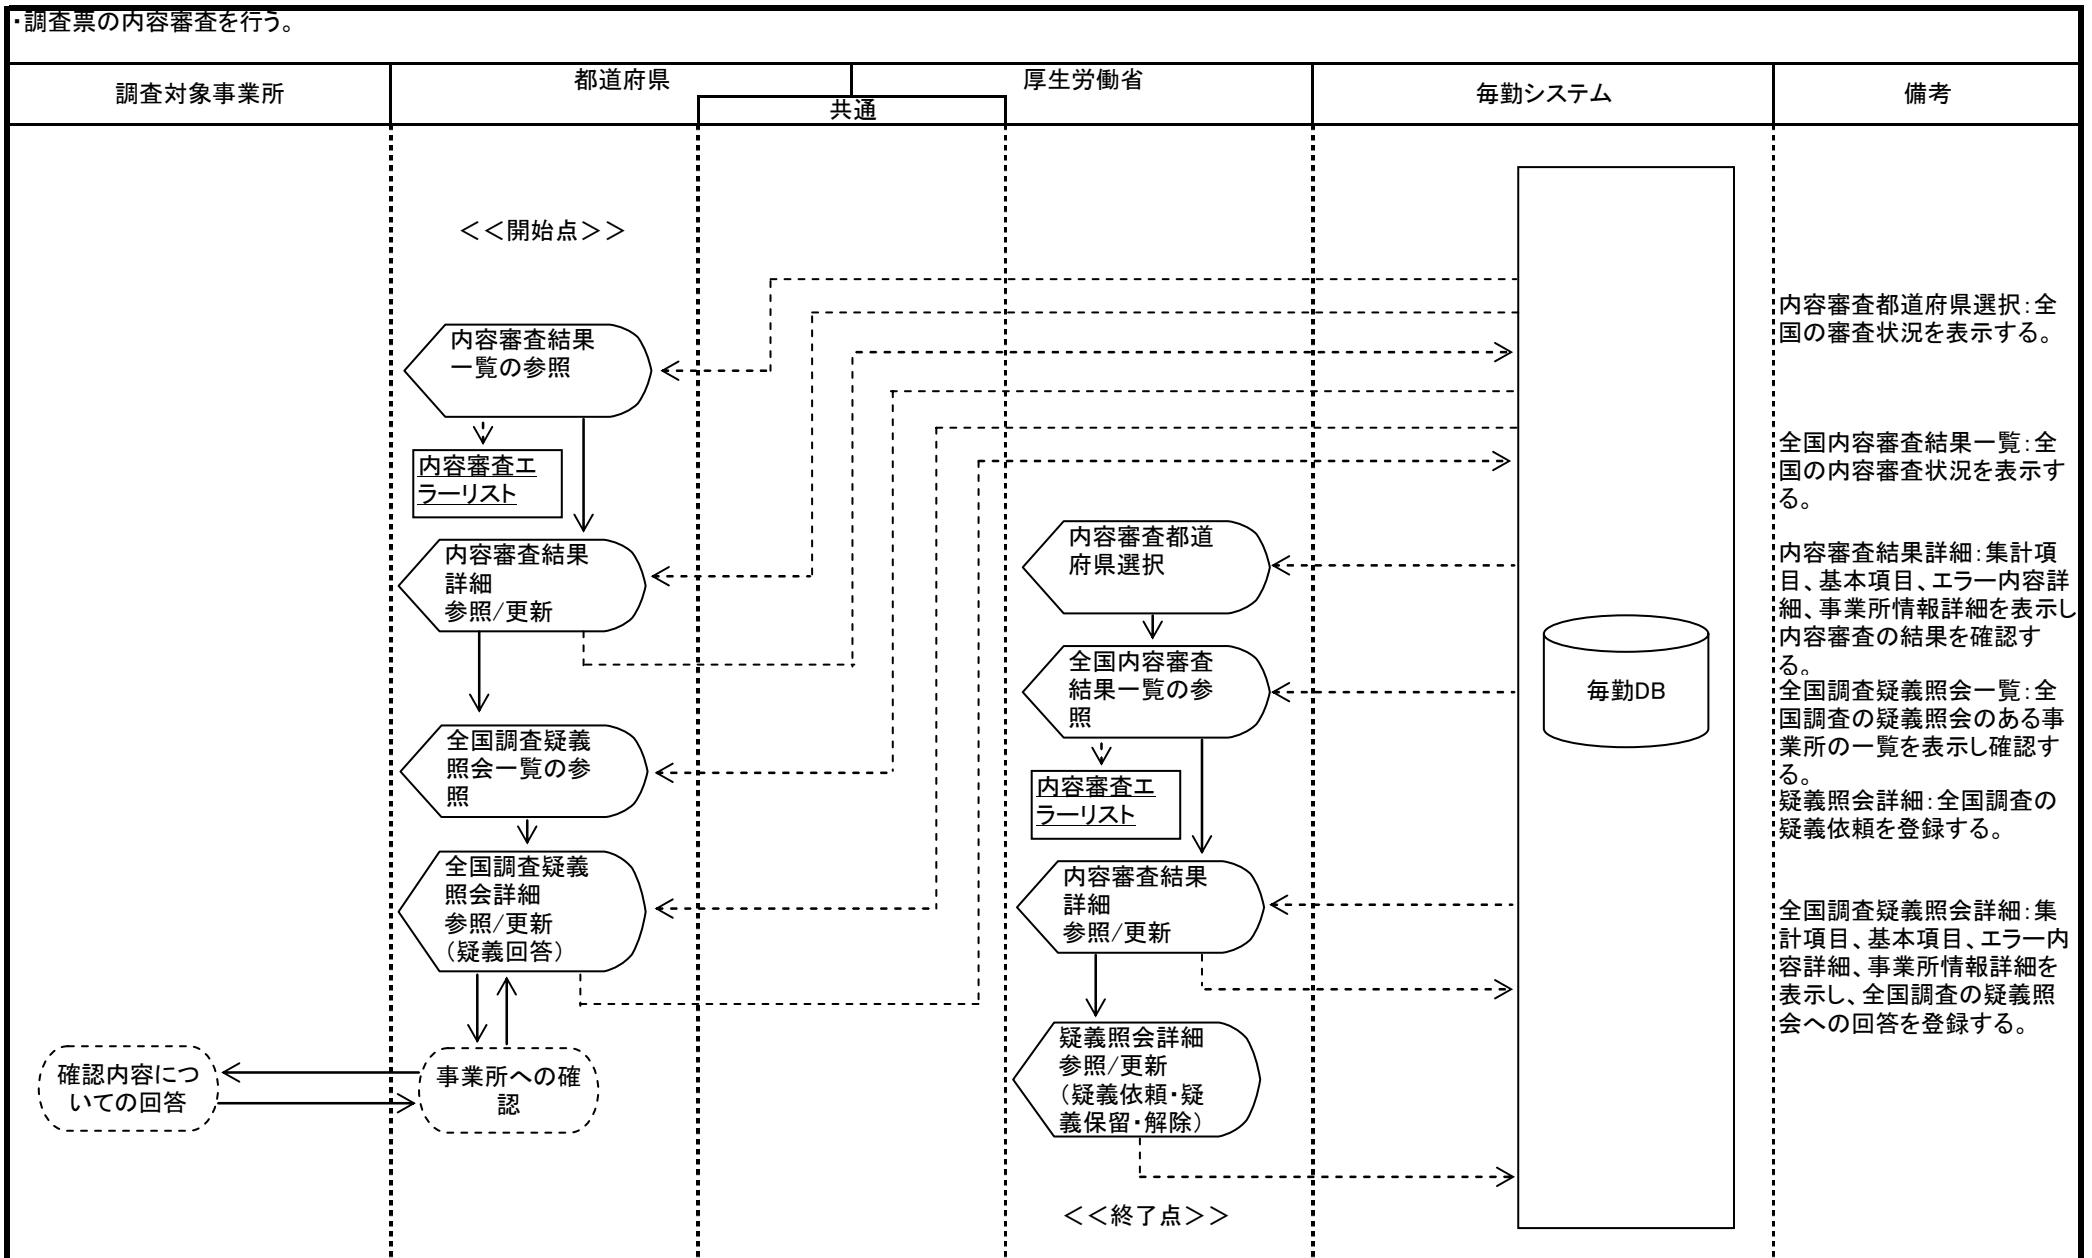 ・調査票の内容審査を行う。
調査対象事業所
都道府県
厚生労働省
共通
毎勤システム
備考
＜＜開始点＞＞
内容審査結果
一覧の参照
内容審査エ
ラーリスト
内容審査結果
詳細
参照/更新
全国調査疑義
照会一覧の参
照
全国調査疑義
照会詳細
参照/更新
（疑義回答）
事業所への確
認
確認内容につ
いての回答
内容審査都道
府県選択
全国内容審査
結果一覧の参
照
内容審査エ
ラーリスト
内容審査結果
詳細
参照/更新
疑義照会詳細
参照/更新
（疑義依頼・疑
義保留・解除）
＜＜終了点＞＞
毎勤DB
内容審査都道府県選択：全
国の審査状況を表示する。
全国内容審査結果一覧：全
国の内容審査状況を表示す
る。
内容審査結果詳細：集計項
目、基本項目、エラー内容詳
細、事業所情報詳細を表示し
内容審査の結果を確認す
る。
全国調査疑義照会一覧：全
国調査の疑義照会のある事
業所の一覧を表示し確認す
る。
疑義照会詳細：全国調査の
疑義依頼を登録する。
全国調査疑義照会詳細：集
計項目、基本項目、エラー内
容詳細、事業所情報詳細を
表示し、全国調査の疑義照
会への回答を登録する。